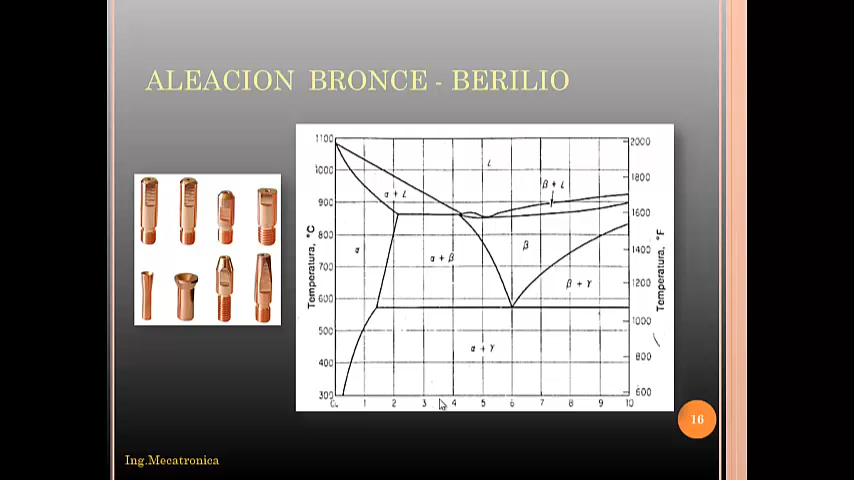 ALEACION BRONCE - BERILIO
1100
1000
900
800
700
600
500
400
300
Temperatura, °C
L
α + L
β + L
α
α + β
β
β + γ
α + γ
2000
1800
1600
1400
1200
1000
800
600
Temperatura, °F
1 2 3 4 5 6 7 8 9 10
16
Ing.Mecatronica